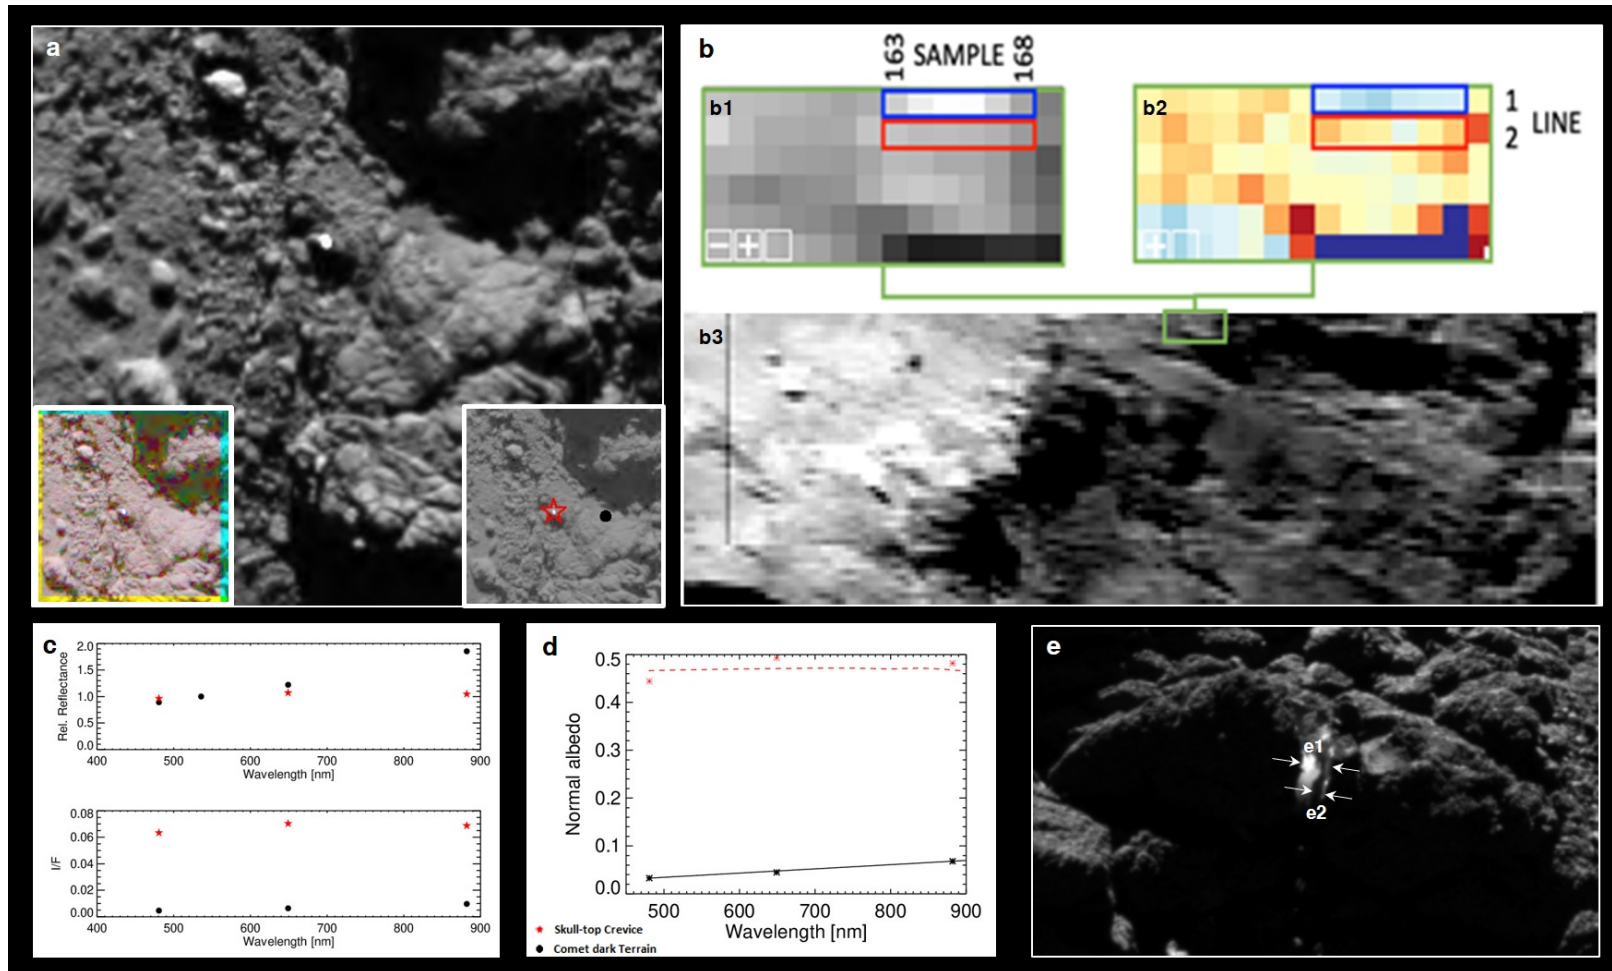 a
b
163 SAMPLE 168
b1
b2
1
2
LINE
b3
c
Rel. Reflectance
2.0
1.5
1.0
0.5
0.0
400 500 600 700 800 900
Wavelength [nm]
I/F
0.08
0.06
0.04
0.02
0.00
400 500 600 700 800 900
Wavelength [nm]
d
Normal albedo
0.5
0.4
0.3
0.2
0.1
0.0
500 600 700 800 900
Wavelength [nm]
Skull-top Crevice
Comet dark Terrain
e
e1
e2